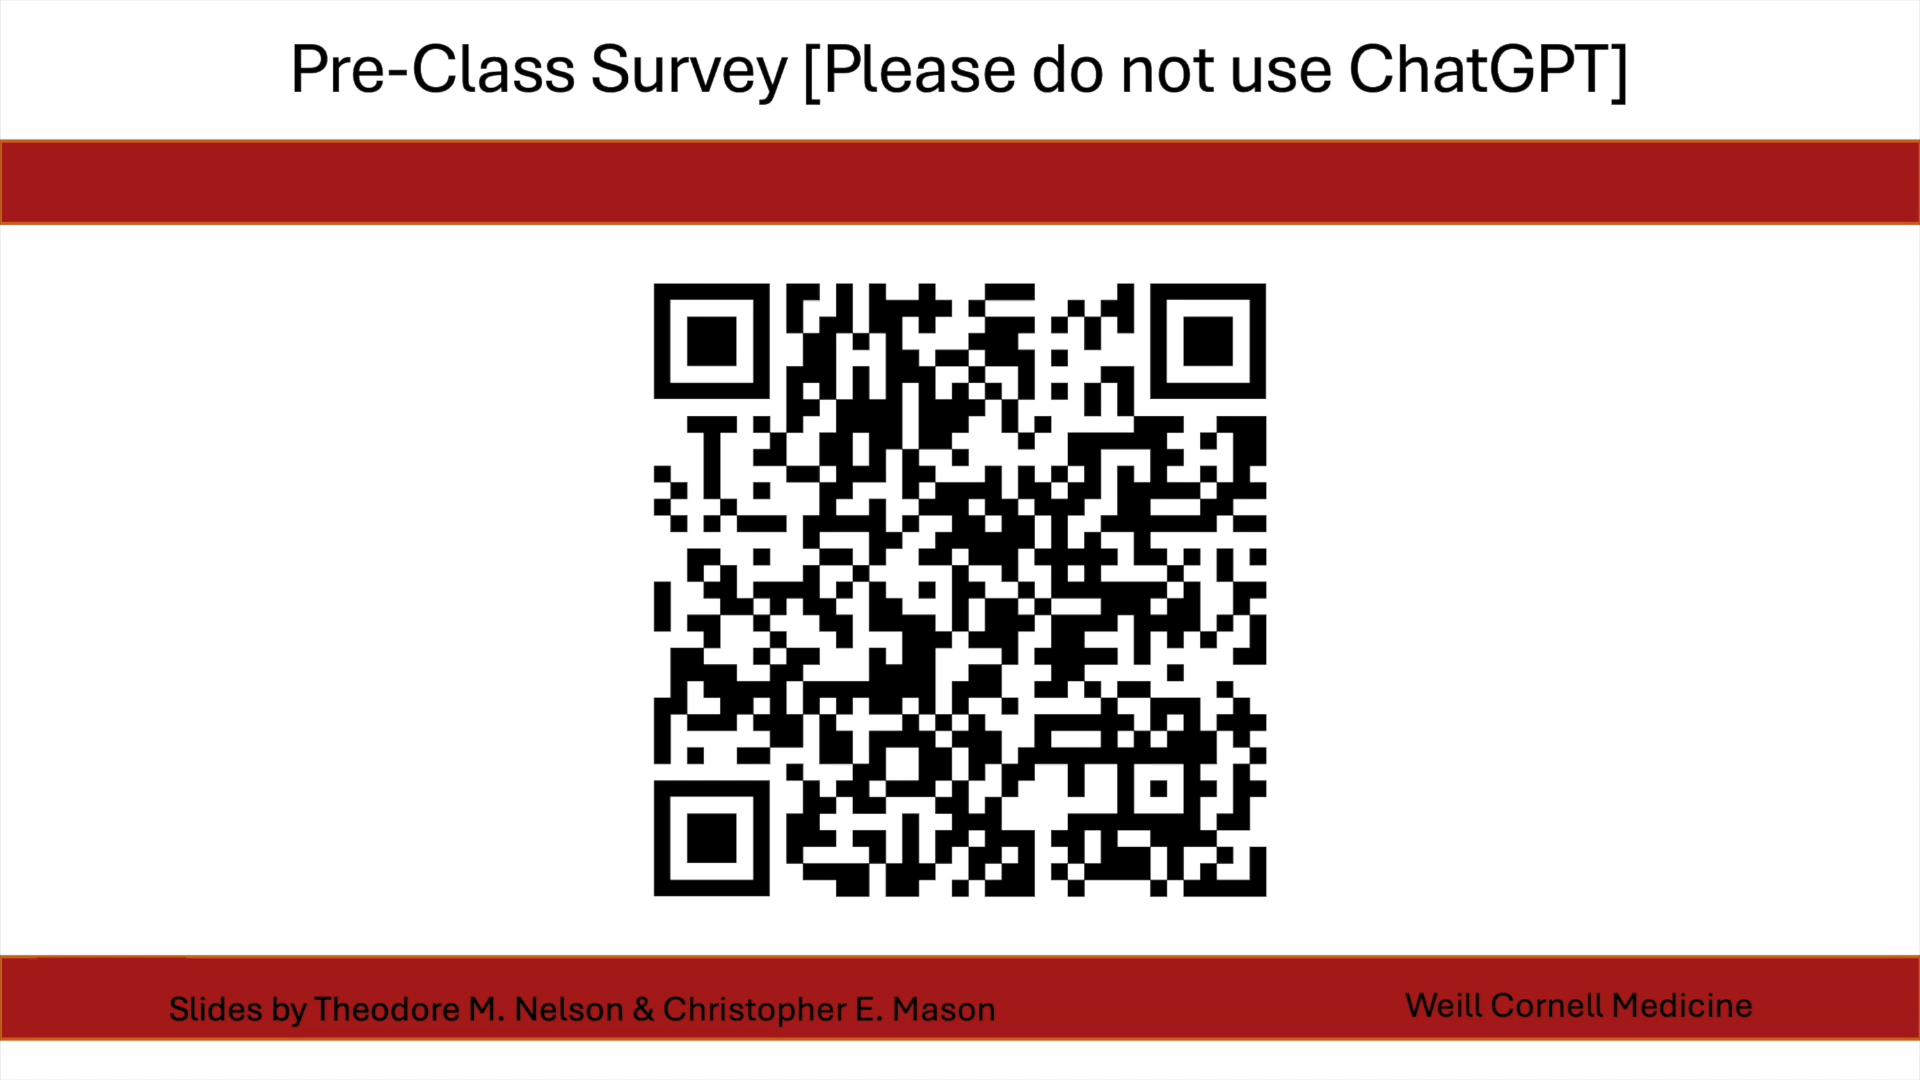 Pre-Class Survey [Please do not use ChatGPT]
Slides by Theodore M. Nelson & Christopher E. Mason
Weill Cornell Medicine